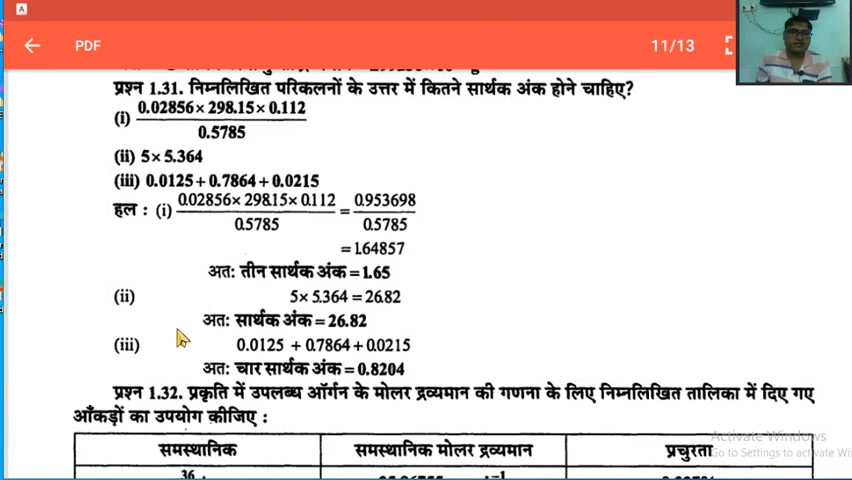 A
PDF
11/13
प्रश्न 1.31. निम्नलिखित परिकलनों के उत्तर में कितने सार्थक अंक होने चाहिए?
(i) 0.02856 × 298.15 × 0.112 / 0.5785
(ii) 5 × 5.364
(iii) 0.0125 + 0.7864 + 0.0215
हल : (i) 0.02856 × 298.15 × 0.112 / 0.5785 = 0.953698 / 0.5785
= 1.64857
अतः तीन सार्थक अंक = 1.65
(ii) 5 × 5.364 = 26.82
अतः सार्थक अंक = 26.82
(iii) 0.0125 + 0.7864 + 0.0215
अतः चार सार्थक अंक = 0.8204
प्रश्न 1.32. प्रकृति में उपलब्ध ऑर्गन के मोलर द्रव्यमान की गणना के लिए निम्नलिखित तालिका में दिए गए
आँकड़ों का उपयोग कीजिए :
समस्थानिक समस्थानिक मोलर द्रव्यमान प्रचुरता
Activate Windows
Go to Settings to activate Wi
36